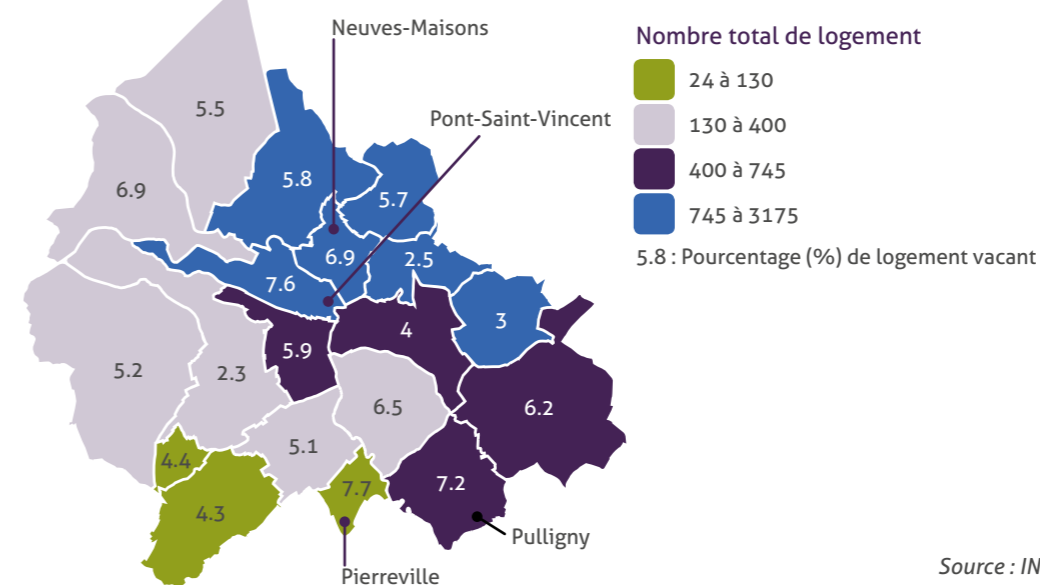 Neuves-Maisons
Pont-Saint-Vincent
5.5
6.9
5.8
5.7
6.9
2.5
7.6
3
4
5.9
5.2
2.3
6.5
6.2
5.1
4.4
4.3
7.7
7.2
Pulligny
Pierreville
Nombre total de logement
24 à 130
130 à 400
400 à 745
745 à 3175
5.8 : Pourcentage (%) de logement vacant
Source : IN